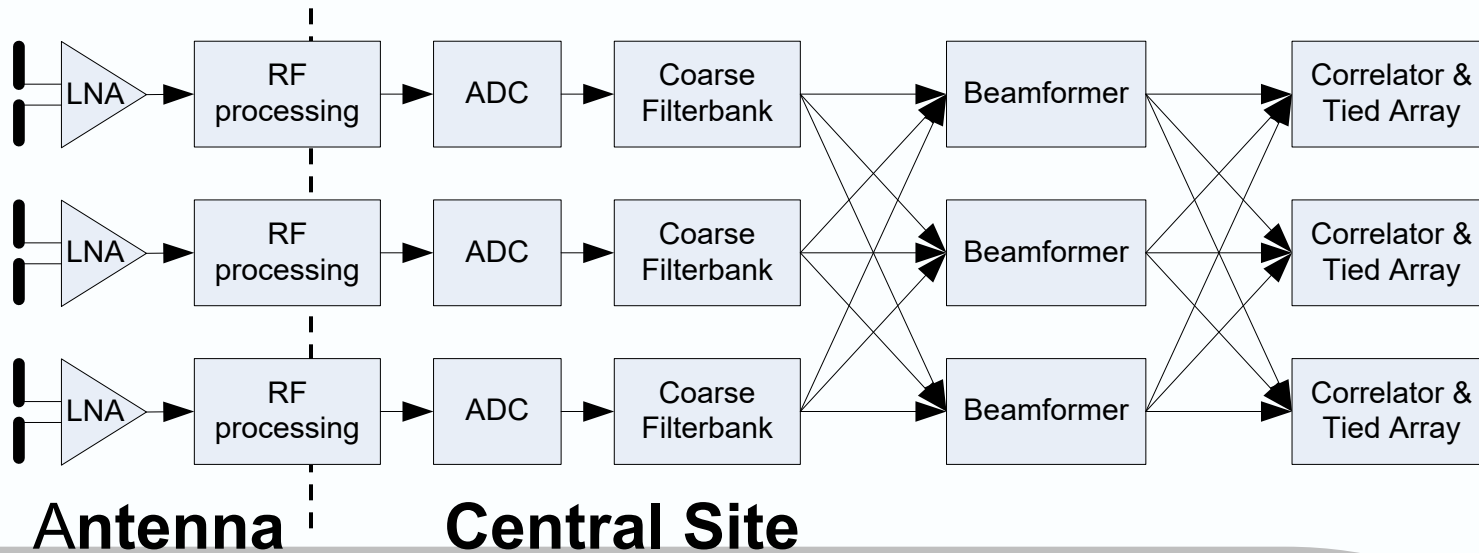 LNA
RF
processing
ADC
Coarse
Filterbank
Beamformer
Correlator &
Tied Array
LNA
RF
processing
ADC
Coarse
Filterbank
Beamformer
Correlator &
Tied Array
LNA
RF
processing
ADC
Coarse
Filterbank
Beamformer
Correlator &
Tied Array
Antenna
Central Site